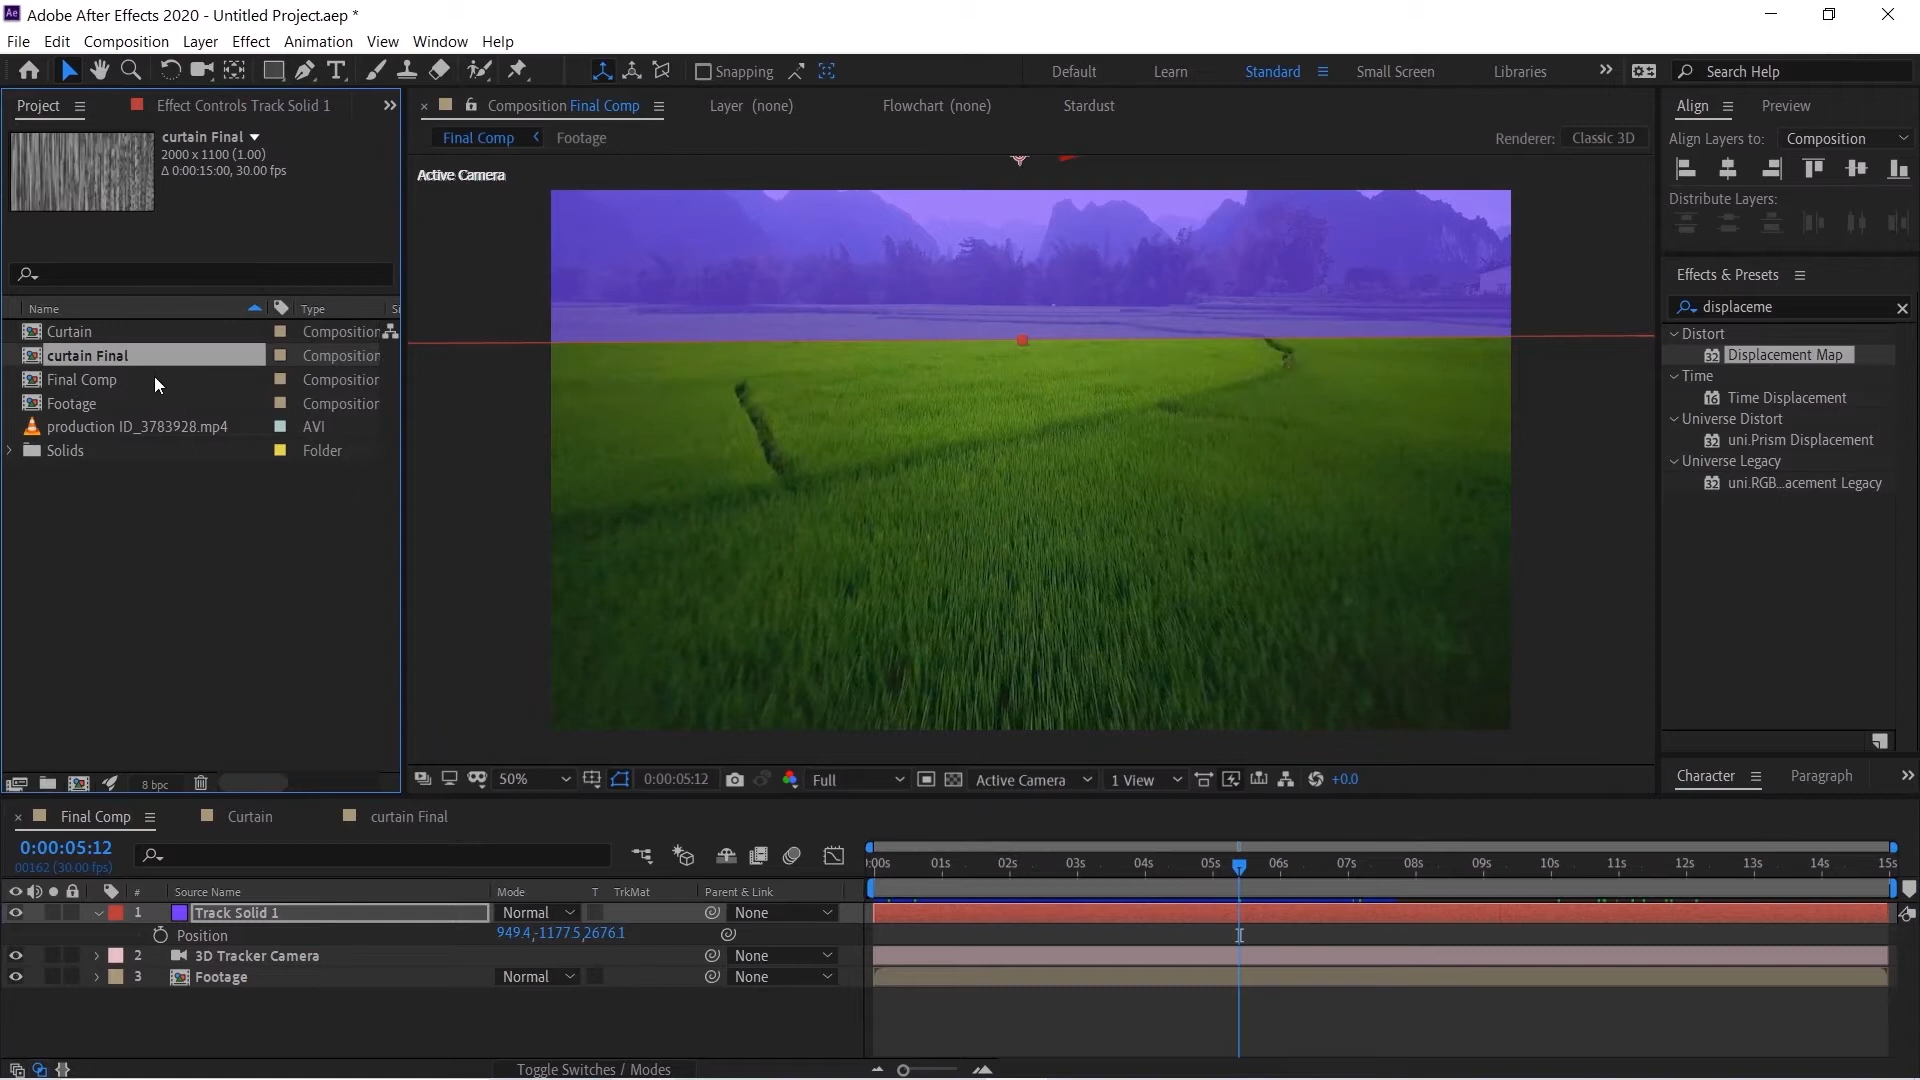 Adobe After Effects 2020 - Untitled Project.aep *
File Edit Composition Layer Effect Animation View Window Help
Snapping Default Learn Standard Small Screen Libraries Search Help
Project Effect Controls Track Solid 1
curtain Final
2000 x 1100 (1.00)
Δ 0:00:15:00, 30.00 fps
Name Type Si
Curtain Composition
curtain Final Composition
Final Comp Composition
Footage Composition
production ID_3783928.mp4 AVI
Solids Folder
8 bpc
Composition Final Comp Layer (none) Flowchart (none) Stardust
Final Comp Footage Renderer: Classic 3D
Active Camera
50% 0:00:05:12 Full Active Camera 1 View +0.0
Align Preview
Align Layers to: Composition
Distribute Layers:
Effects & Presets
displaceme
Distort
32 Displacement Map
Time
16 Time Displacement
Universe Distort
32 uni.Prism Displacement
Universe Legacy
32 uni.RGB...acement Legacy
Character Paragraph
Final Comp Curtain curtain Final
0:00:05:12
00162 (30.00 fps)
:00s 01s 02s 03s 04s 05s 06s 07s 08s 09s 10s 11s 12s 13s 14s 15s
# Source Name Mode T TrkMat Parent & Link
1 Track Solid 1 Normal None
Position 949.4,-1177.5,2676.1
2 3D Tracker Camera None
3 Footage Normal None
Toggle Switches / Modes